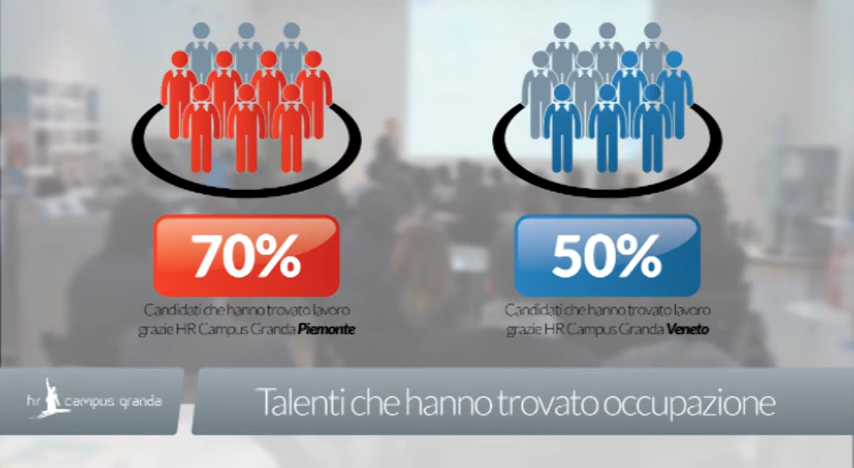 70%
Candidati che hanno trovato lavoro
grazie HR Campus Granda Piemonte
50%
Candidati che hanno trovato lavoro
grazie HR Campus Granda Veneto
hr campus granda
Talenti che hanno trovato occupazione